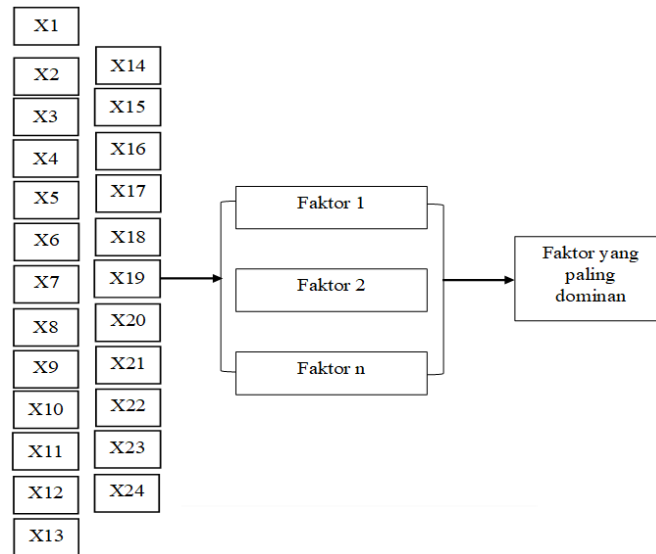 X1
X2
X3
X4
X5
X6
X7
X8
X9
X10
X11
X12
X13
X14
X15
X16
X17
X18
X19
X20
X21
X22
X23
X24
Faktor 1
Faktor 2
Faktor n
Faktor yang
paling
dominan